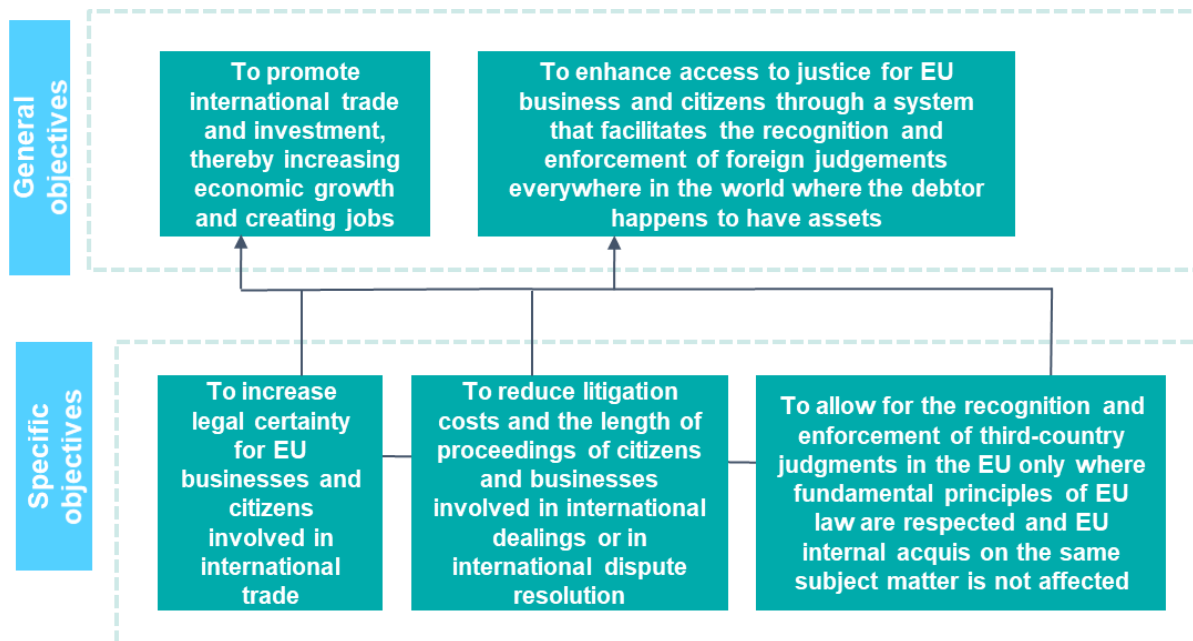 General
objectives
To promote
international trade
and investment,
thereby increasing
economic growth
and creating jobs
To enhance access to justice for EU
business and citizens through a system
that facilitates the recognition and
enforcement of foreign judgements
everywhere in the world where the debtor
happens to have assets
Specific
objectives
To increase
legal certainty
for EU
businesses and
citizens
involved in
international
trade
To reduce litigation
costs and the length of
proceedings of citizens
and businesses
involved in international
dealings or in
international dispute
resolution
To allow for the recognition and
enforcement of third-country
judgments in the EU only where
fundamental principles of EU
law are respected and EU
internal acquis on the same
subject matter is not affected